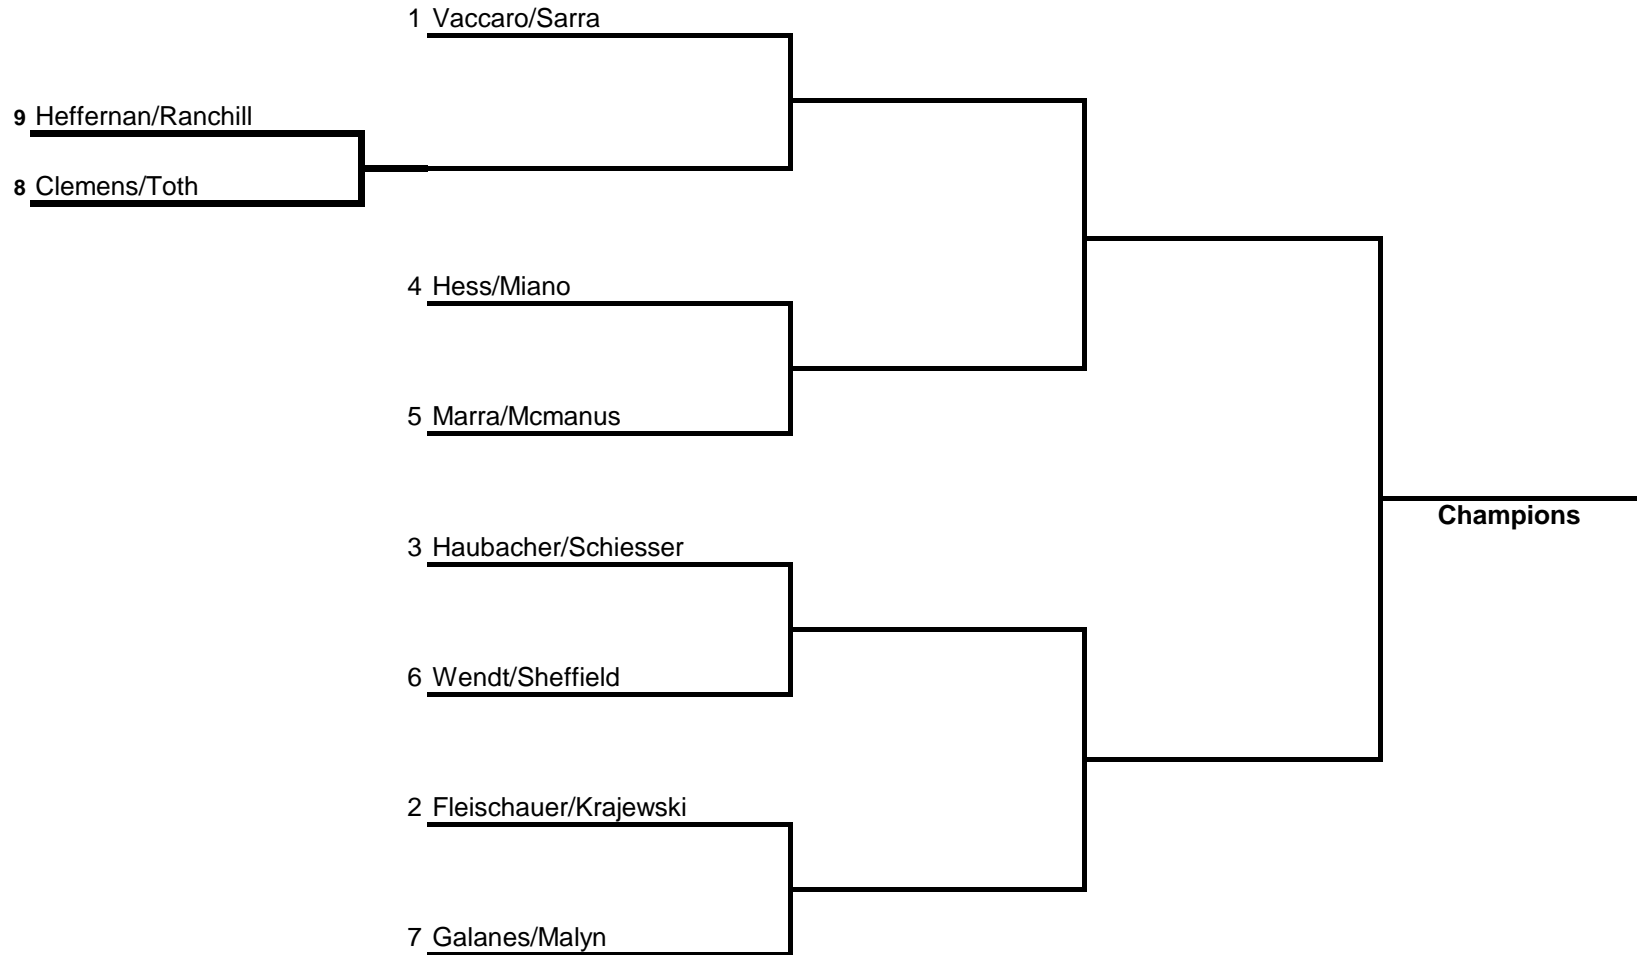 1 Vaccaro/Sarra
9 Heffernan/Ranchill
8 Clemens/Toth
4 Hess/Miano
5 Marra/Mcmanus
Champions
3 Haubacher/Schiesser
6 Wendt/Sheffield
2 Fleischauer/Krajewski
7 Galanes/Malyn